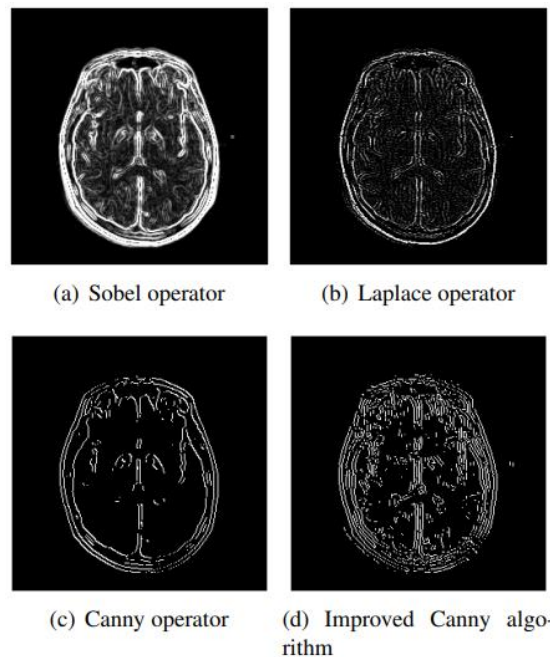 (a) Sobel operator
(b) Laplace operator
(c) Canny operator
(d) Improved Canny algo-
rithm